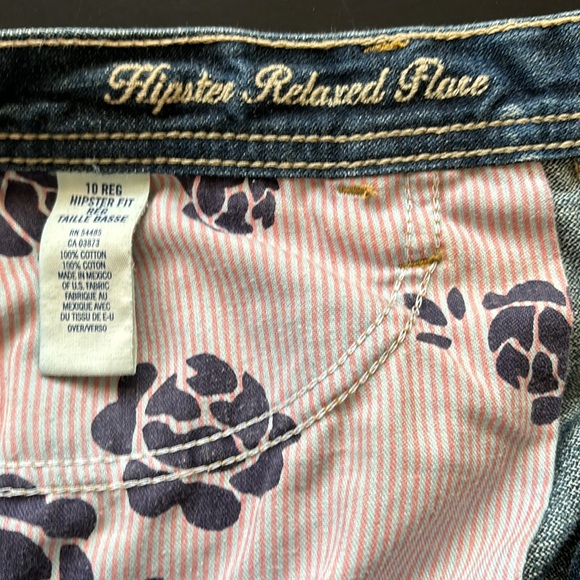 Hipster Relaxed Flare
10 REG
HIPSTER FIT
REG
TAILLE BASSE
RN 54485
CA 03873
100% COTTON
100% COTON
MADE IN MEXICO
OF U.S. FABRIC
FABRIQUE AU
MEXIQUE AVEC
DU TISSU DE E-U
OVER/VERSO